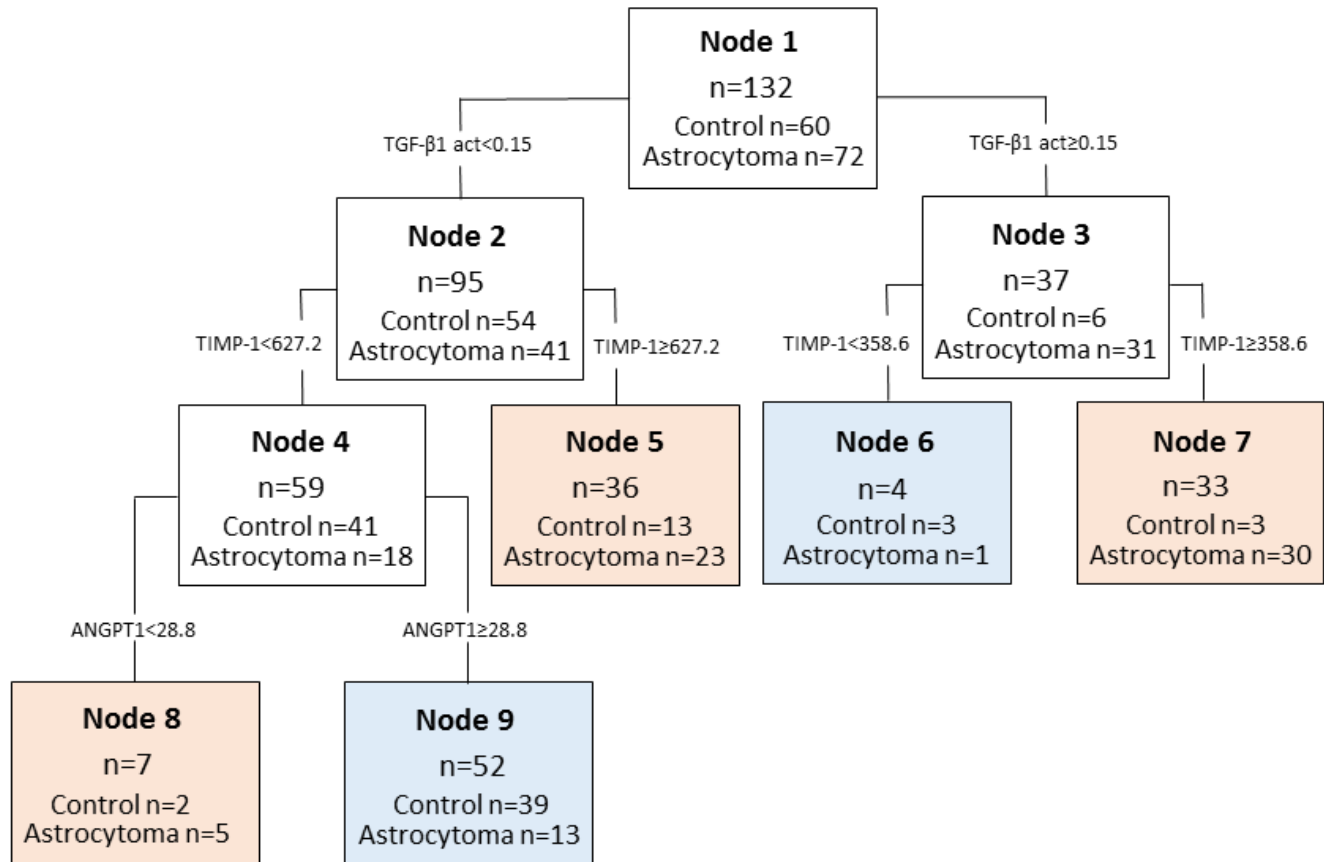 Node 1
n=132
Control n=60
Astrocytoma n=72
TGF-β1 act<0.15
TGF-β1 act≥0.15
Node 2
n=95
Control n=54
Astrocytoma n=41
Node 3
n=37
Control n=6
Astrocytoma n=31
TIMP-1<627.2
TIMP-1≥627.2
TIMP-1<358.6
TIMP-1≥358.6
Node 4
n=59
Control n=41
Astrocytoma n=18
Node 5
n=36
Control n=13
Astrocytoma n=23
Node 6
n=4
Control n=3
Astrocytoma n=1
Node 7
n=33
Control n=3
Astrocytoma n=30
ANGPT1<28.8
ANGPT1≥28.8
Node 8
n=7
Control n=2
Astrocytoma n=5
Node 9
n=52
Control n=39
Astrocytoma n=13